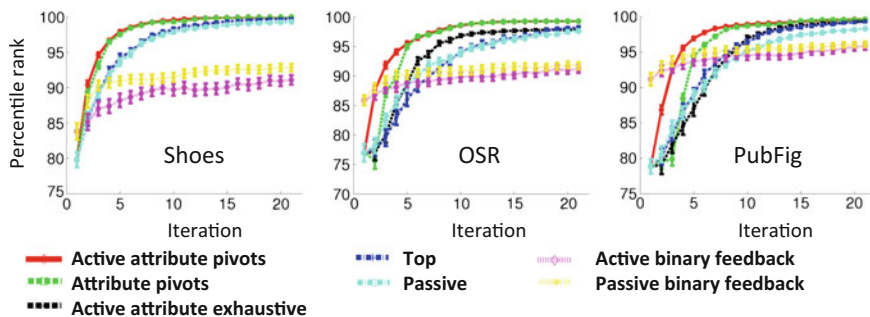 100 100 100
95 95 95
90 90 90
85 85 85
80 80 80
75 75
75 70 75
Percentile rank
Shoes OSR PubFig
0 5 10 15 20 0 5 10 15 20 0 5 10 15 20
Iteration Iteration Iteration
Active attribute pivots Top Active binary feedback
Attribute pivots Passive Passive binary feedback
Active attribute exhaustive